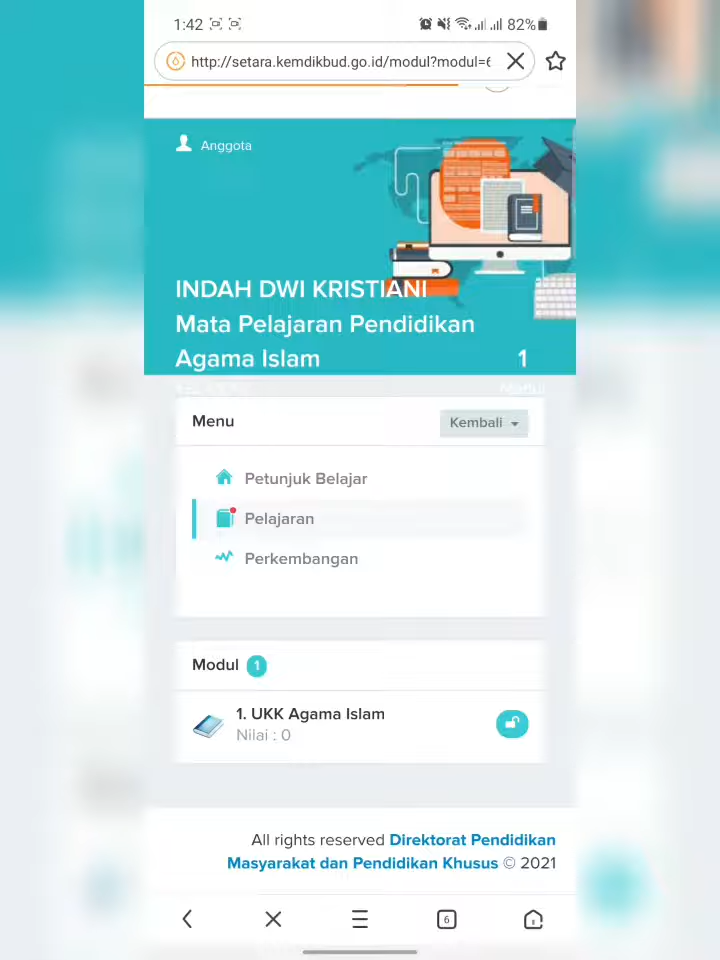 1:42
82%
http://setara.kemdikbud.go.id/modul?modul=6
Anggota
INDAH DWI KRISTIANI
Mata Pelajaran Pendidikan
Agama Islam
1
Modul
Menu
Kembali
Petunjuk Belajar
Pelajaran
Perkembangan
Modul 1
1. UKK Agama Islam
Nilai : 0
All rights reserved Direktorat Pendidikan
Masyarakat dan Pendidikan Khusus © 2021
6